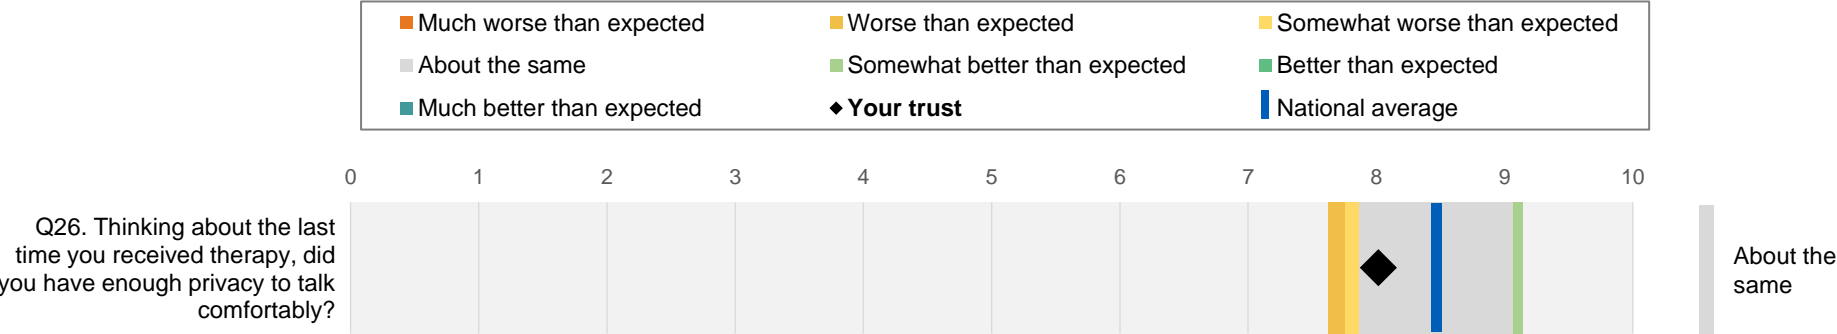 Much worse than expected
Worse than expected
Somewhat worse than expected
About the same
Somewhat better than expected
Better than expected
Much better than expected
Your trust
National average
0 1 2 3 4 5 6 7 8 9 10
Q26. Thinking about the last
time you received therapy, did
you have enough privacy to talk
comfortably?
About the
same